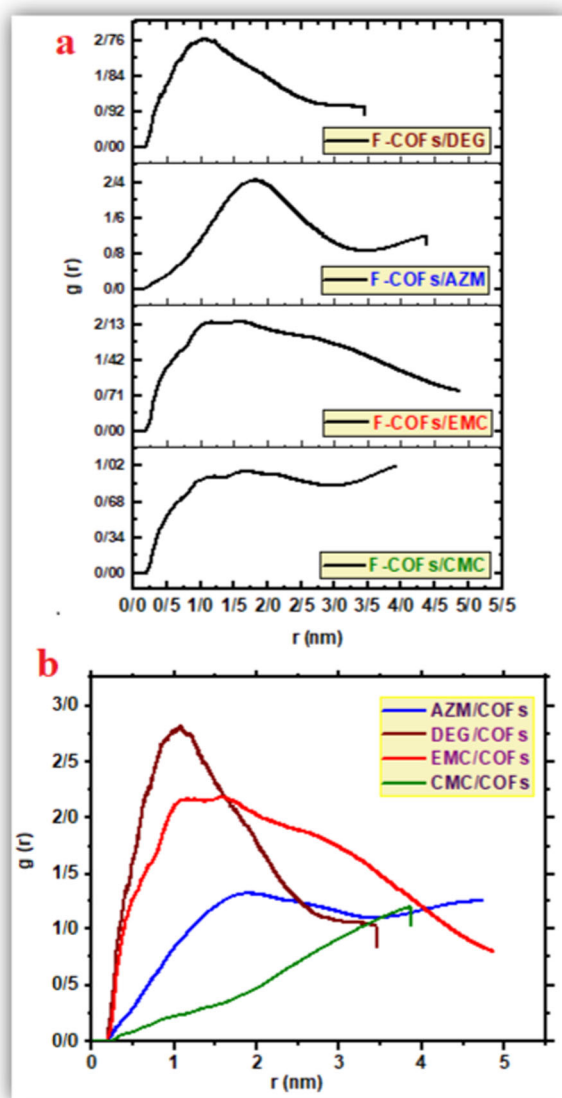 a
2/76
1/84
0/92
0/00
F-COFs/DEG
2/4
1/6
0/8
0/0
F-COFs/AZM
2/13
1/42
0/71
0/00
F-COFs/EMC
1/02
0/68
0/34
0/00
F-COFs/CMC
g (r)
0/0 0/5 1/0 1/5 2/0 2/5 3/0 3/5 4/0 4/5 5/0 5/5
r (nm)
b
3/0
2/5
2/0
1/5
1/0
0/5
0/0
g (r)
AZM/COFs
DEG/COFs
EMC/COFs
CMC/COFs
0 1 2 3 4 5
r (nm)